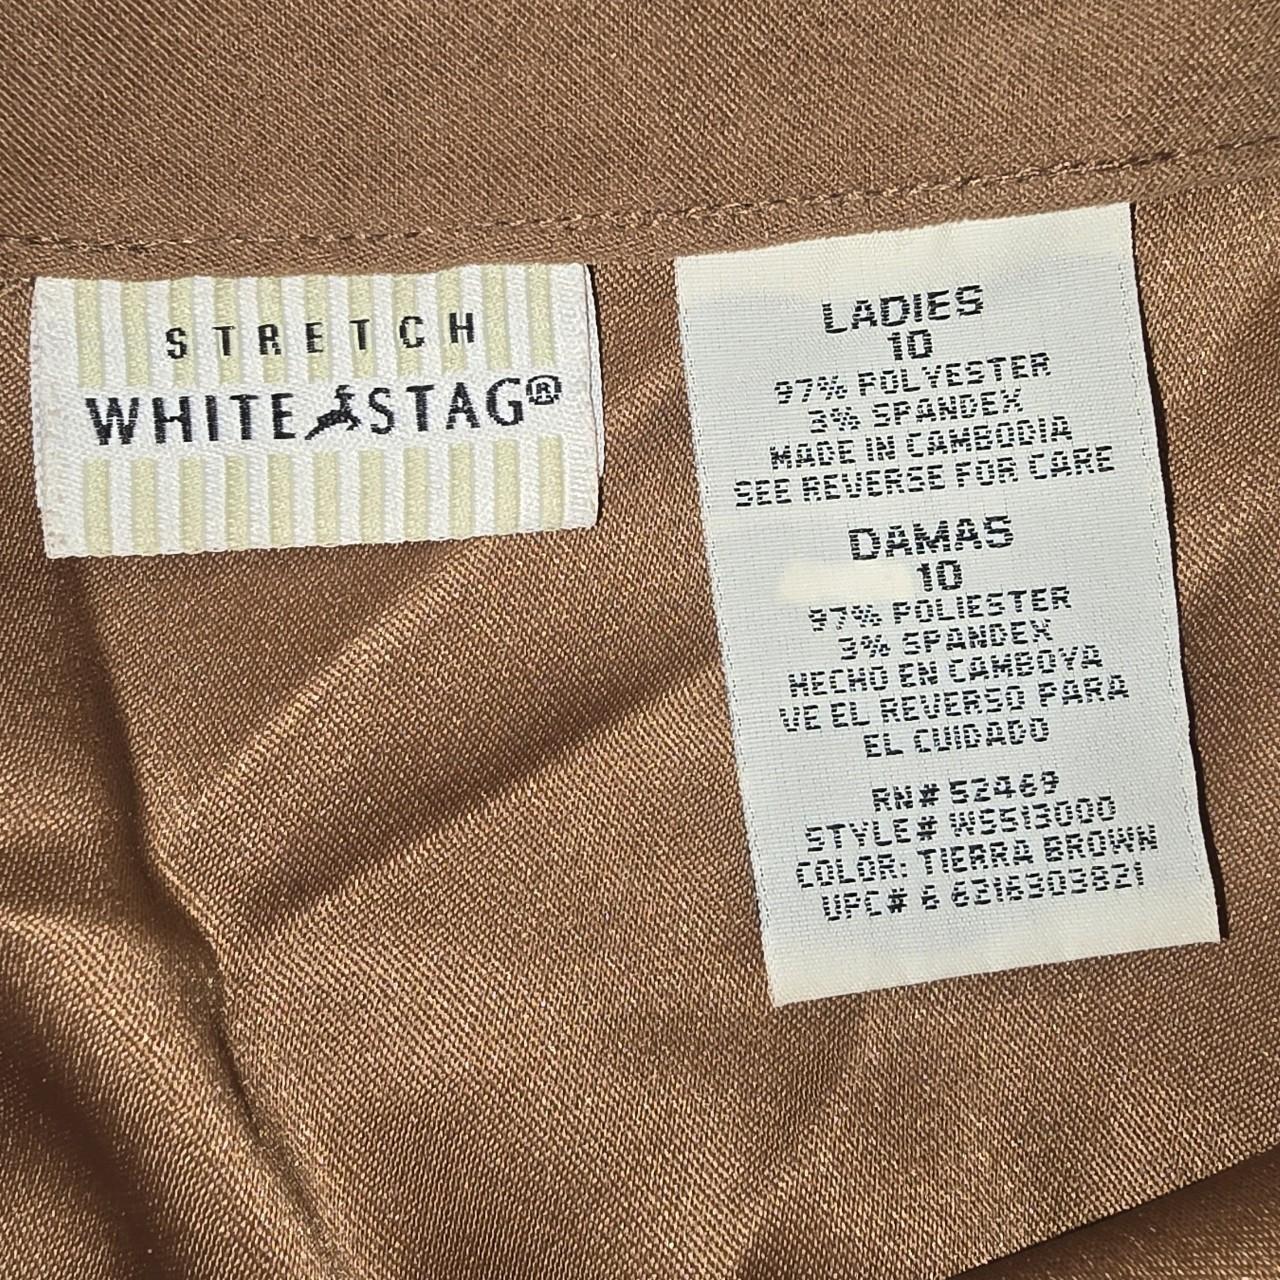 STRETCH
WHITE STAG®
LADIES
10
97% POLYESTER
3% SPANDEX
MADE IN CAMBODIA
SEE REVERSE FOR CARE
DAMAS
10
97% POLIESTER
3% SPANDEX
HECHO EN CAMBOYA
VE EL REVERSO PARA
EL CUIDADO
RN# 52469
STYLE# WS513000
COLOR: TIERRA BROWN
UPC# 6 6216303821